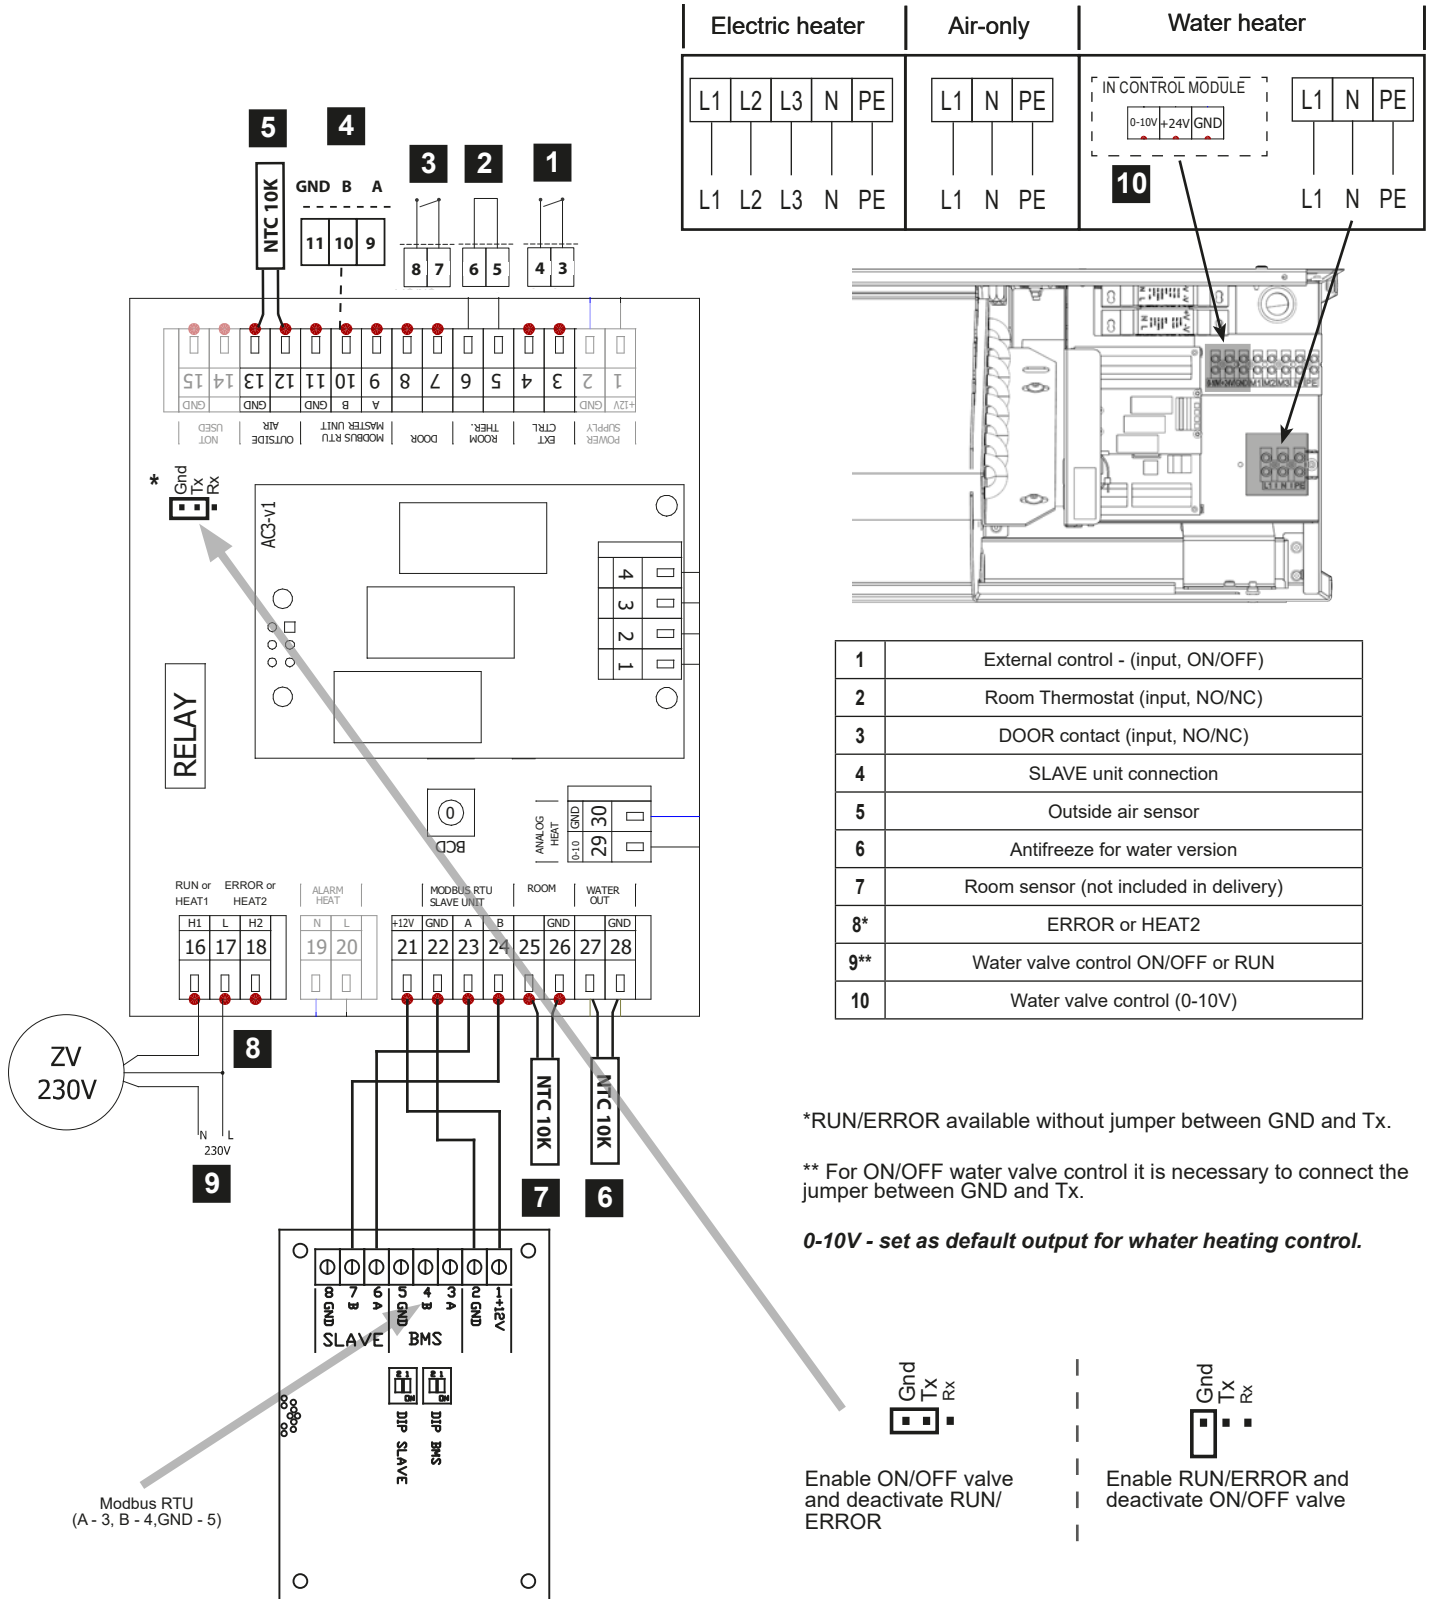 Electric heater
Air-only
Water heater
L1 L2 L3 N PE
L1 L2 L3 N PE
L1 N PE
L1 N PE
IN CONTROL MODULE
0-10V +24V GND
10
L1 N PE
L1 N PE
5
4
3
2
1
NTC 10K
GND B A
11 10 9
8 7
6 5
4 3
15 14 13 12 11 10 9 8 7 6 5 4 3 2 1
GND GND GND B A GND +12V
NOT
USED
OUTSIDE
AIR
MODBUS RTU
MASTER UNIT
DOOR
ROOM
THER.
EXT
CTRL
POWER
SUPPLY
*
Gnd
Tx
Rx
AC3-v1
4
3
2
1
RELAY
0
BCD
ANALOG
HEAT
0-10 GND
29 30
RUN or
HEAT1
ERROR or
HEAT2
ALARM
HEAT
MODBUS RTU
SLAVE UNIT
ROOM
WATER
OUT
H1 L H2
16 17 18
N L
19 20
+12V GND A B GND GND
21 22 23 24 25 26 27 28
ZV
230V
8
N L
230V
9
NTC 10K
NTC 10K
7
6
8 7 6 5 4 3 2 1
GND B A GND B A GND +12V
SLAVE
BMS
2 1
ON
2 1
ON
DIP SLAVE
DIP BMS
Modbus RTU
(A - 3, B - 4,GND - 5)
L1 N PE
1 External control - (input, ON/OFF)
2 Room Thermostat (input, NO/NC)
3 DOOR contact (input, NO/NC)
4 SLAVE unit connection
5 Outside air sensor
6 Antifreeze for water version
7 Room sensor (not included in delivery)
8* ERROR or HEAT2
9** Water valve control ON/OFF or RUN
10 Water valve control (0-10V)
*RUN/ERROR available without jumper between GND and Tx.
** For ON/OFF water valve control it is necessary to connect the
jumper between GND and Tx.
0-10V - set as default output for whater heating control.
Gnd
Tx
Rx
Enable ON/OFF valve
and deactivate RUN/
ERROR
Gnd
Tx
Rx
Enable RUN/ERROR and
deactivate ON/OFF valve